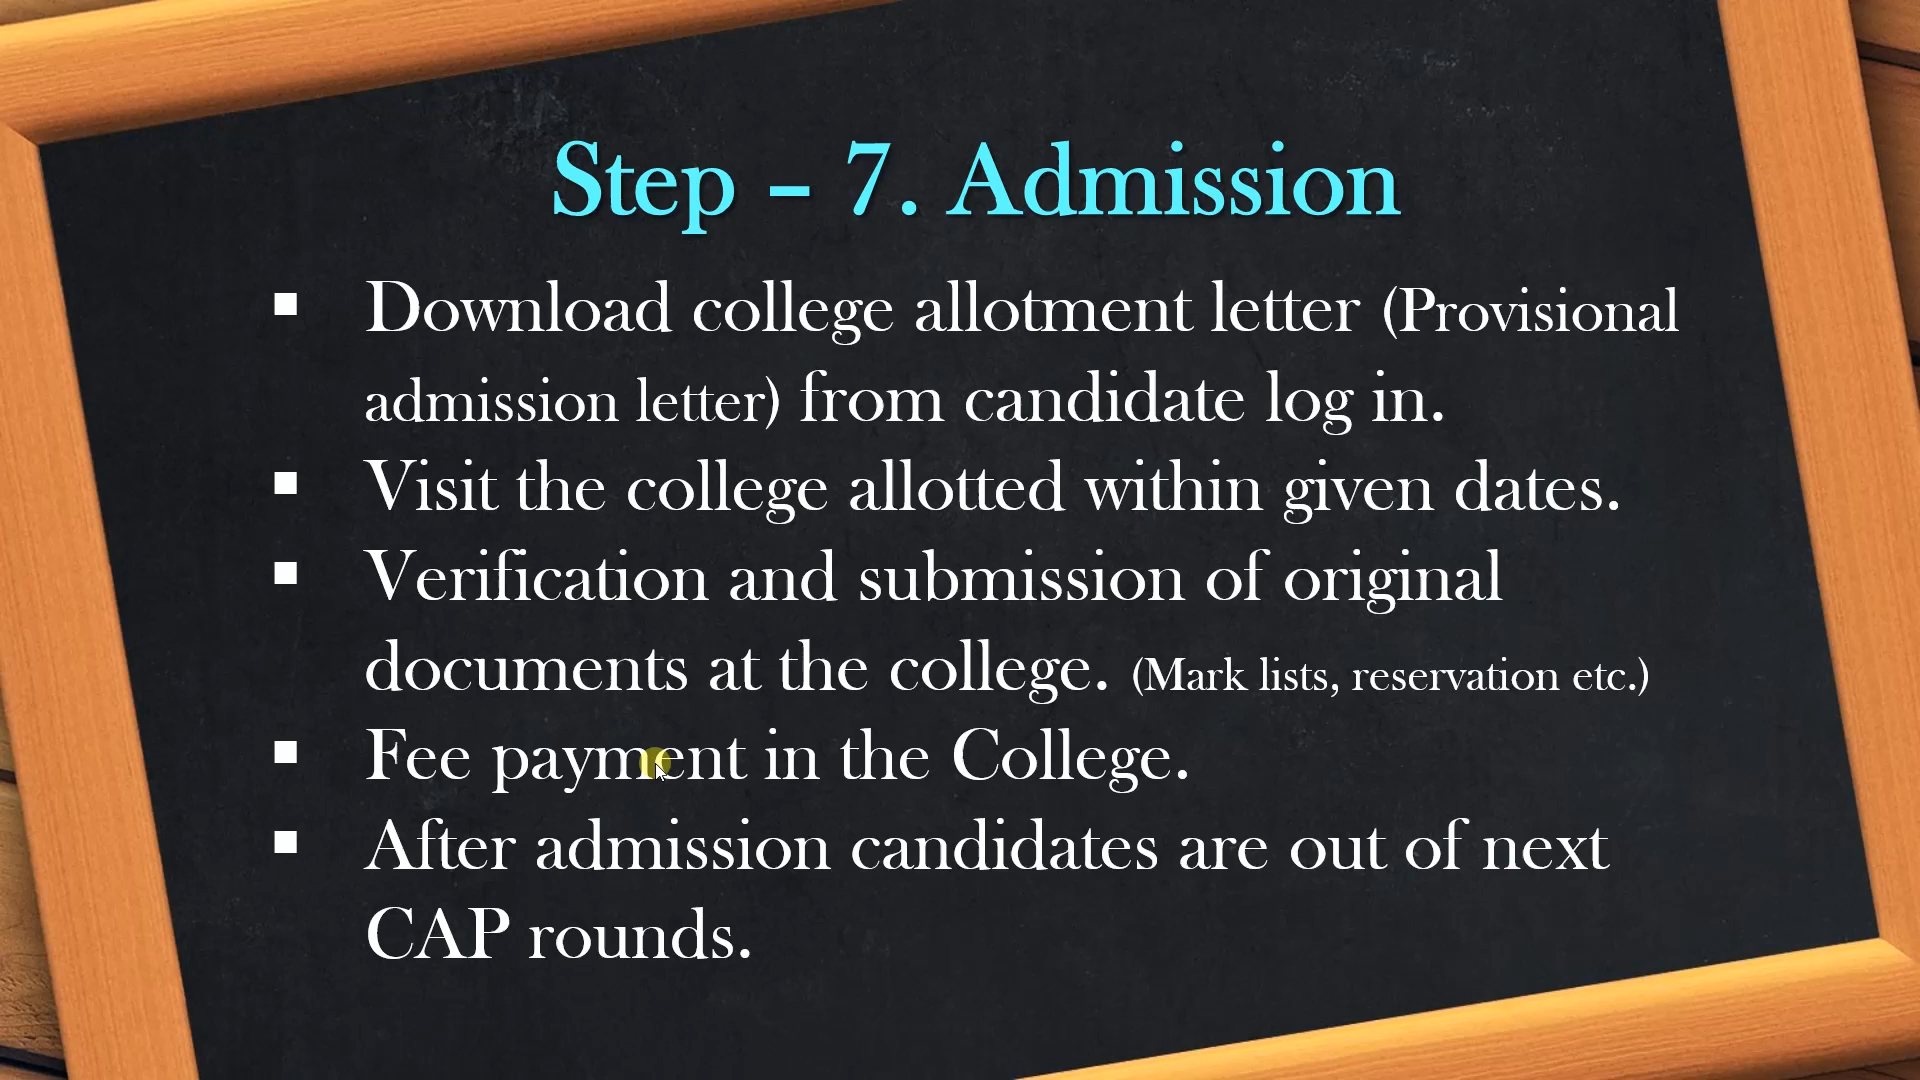 Step – 7. Admission
▪ Download college allotment letter (Provisional
admission letter) from candidate log in.
▪ Visit the college allotted within given dates.
▪ Verification and submission of original
documents at the college. (Mark lists, reservation etc.)
▪ Fee payment in the College.
▪ After admission candidates are out of next
CAP rounds.